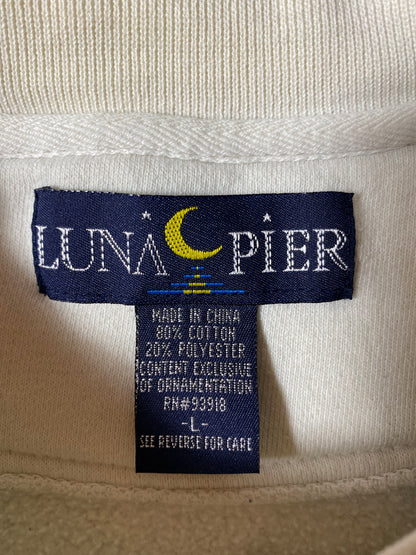 LUNA PIER
MADE IN CHINA
80% COTTON
20% POLYESTER
CONTENT EXCLUSIVE
OF ORNAMENTATION
RN#93918
-L-
SEE REVERSE FOR CARE